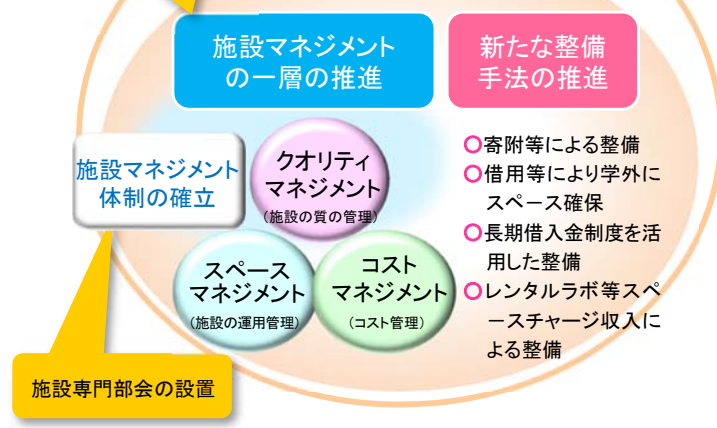 施設マネジメント
の一層の推進
新たな整備
手法の推進
施設マネジメント
体制の確立
クオリティ
マネジメント
(施設の質の管理)
スペース
マネジメント
(施設の運用管理)
コスト
マネジメント
(コスト管理)
○寄附等による整備
○借用等により学外に
スペース確保
○長期借入金制度を活
用した整備
○レンタルラボ等スペ
ースチャージ収入に
よる整備
施設専門部会の設置